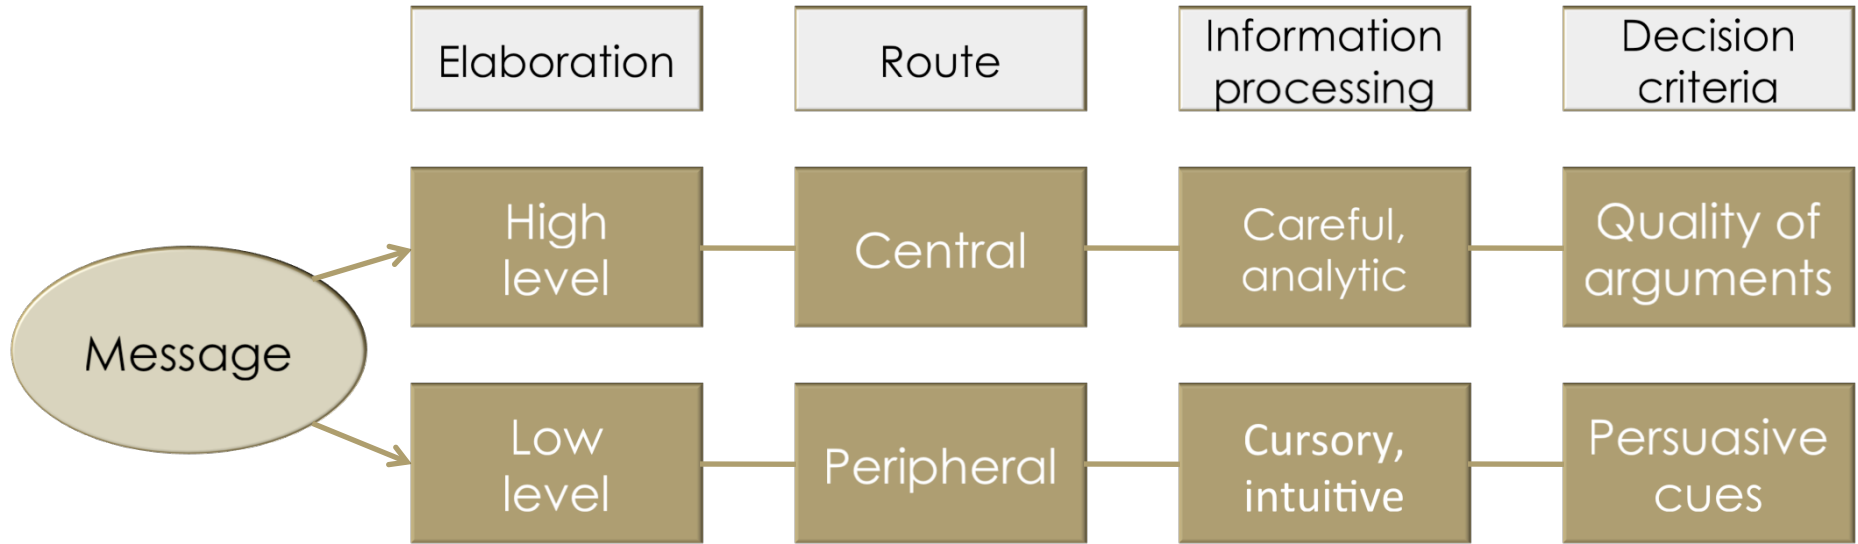 Elaboration
Route
Information
processing
Decision
criteria
High
level
Central
Careful,
analytic
Quality of
arguments
Message
Low
level
Peripheral
Cursory,
intuitive
Persuasive
cues